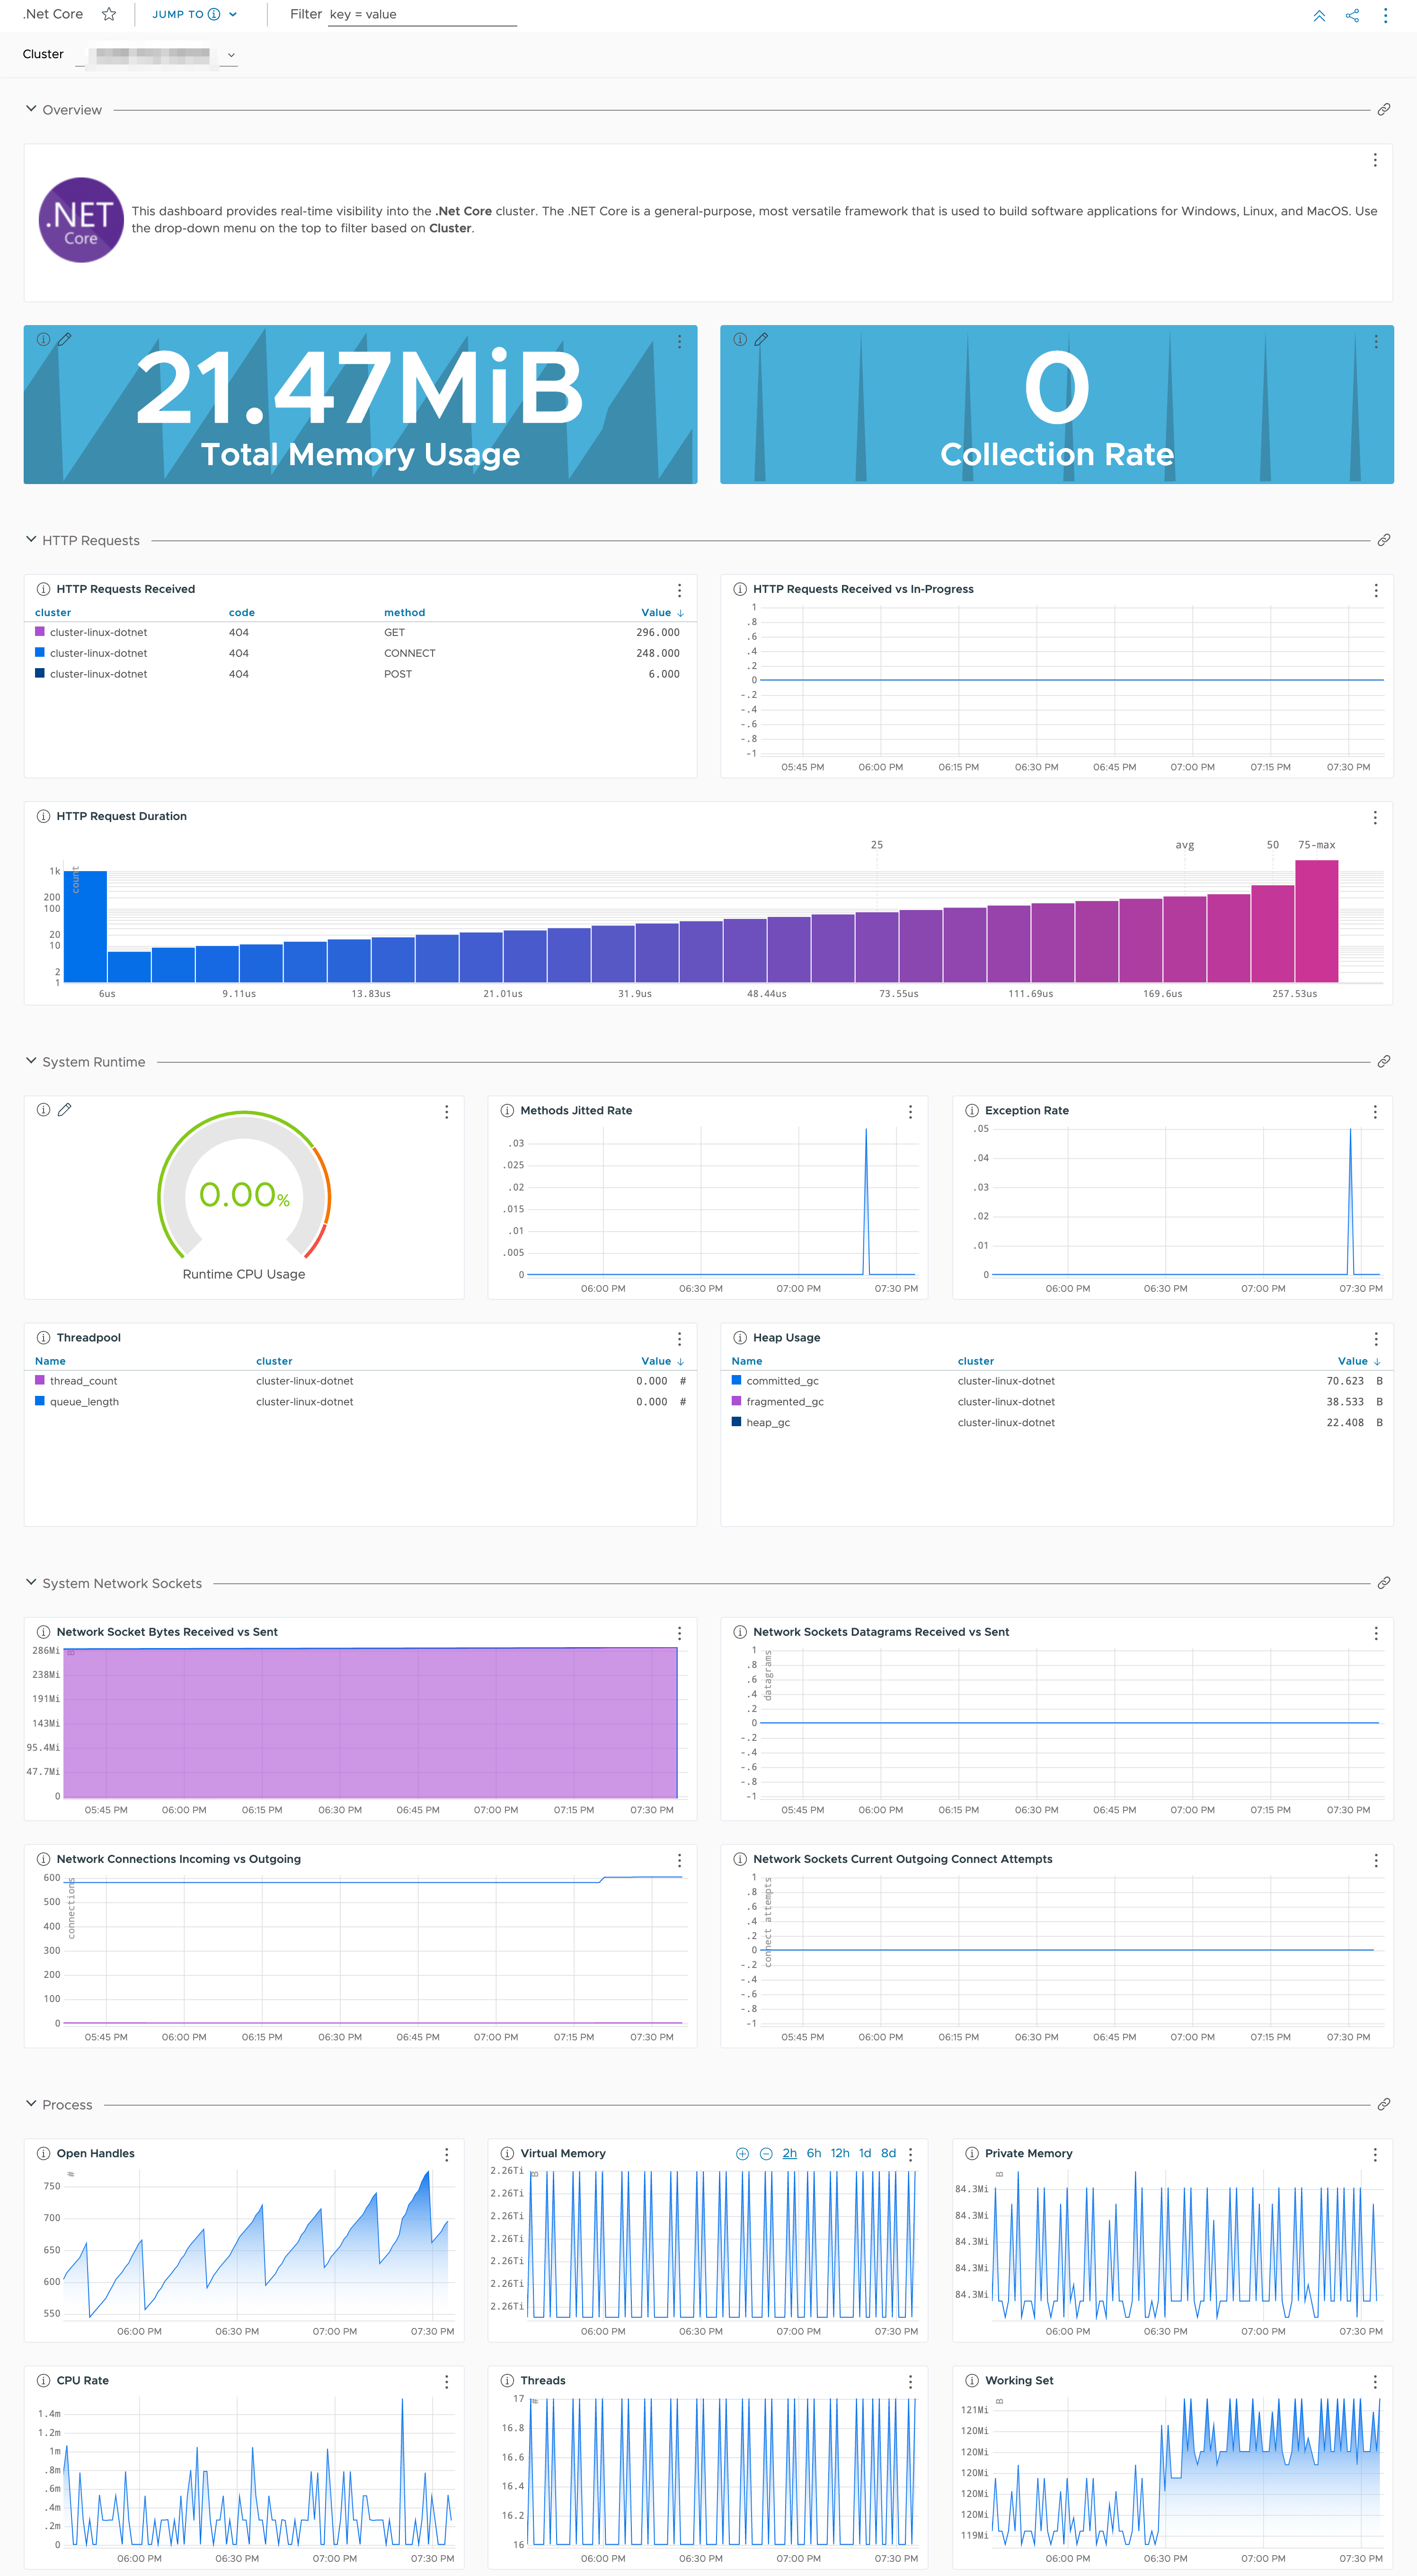 .Net Core JUMP TO Filter key = value
Cluster
Overview
.NET
Core
This dashboard provides real-time visibility into the .Net Core cluster. The .NET Core is a general-purpose, most versatile framework that is used to build software applications for Windows, Linux, and MacOS. Use
the drop-down menu on the top to filter based on Cluster.
21.47MiB
Total Memory Usage
0
Collection Rate
HTTP Requests
HTTP Requests Received
cluster code method Value ↓
cluster-linux-dotnet 404 GET 296.000
cluster-linux-dotnet 404 CONNECT 248.000
cluster-linux-dotnet 404 POST 6.000
HTTP Requests Received vs In-Progress
1
.8
.6
.4
.2
0
-.2
-.4
-.6
-.8
-1
05:45 PM 06:00 PM 06:15 PM 06:30 PM 06:45 PM 07:00 PM 07:15 PM 07:30 PM
HTTP Request Duration
25 avg 50 75-max
count
1k
200
100
20
10
2
1
6us 9.11us 13.83us 21.01us 31.9us 48.44us 73.55us 111.69us 169.6us 257.53us
System Runtime
0.00%
Runtime CPU Usage
Methods Jitted Rate
.03
.025
.02
.015
.01
.005
0
06:00 PM 06:30 PM 07:00 PM 07:30 PM
Exception Rate
.05
.04
.03
.02
.01
0
06:00 PM 06:30 PM 07:00 PM 07:30 PM
Threadpool
Name cluster Value ↓
thread_count cluster-linux-dotnet 0.000 #
queue_length cluster-linux-dotnet 0.000 #
Heap Usage
Name cluster Value ↓
committed_gc cluster-linux-dotnet 70.623 B
fragmented_gc cluster-linux-dotnet 38.533 B
heap_gc cluster-linux-dotnet 22.408 B
System Network Sockets
Network Socket Bytes Received vs Sent
B
286Mi
238Mi
191Mi
143Mi
95.4Mi
47.7Mi
0
05:45 PM 06:00 PM 06:15 PM 06:30 PM 06:45 PM 07:00 PM 07:15 PM 07:30 PM
Network Sockets Datagrams Received vs Sent
datagrams
1
.8
.6
.4
.2
0
-.2
-.4
-.6
-.8
-1
05:45 PM 06:00 PM 06:15 PM 06:30 PM 06:45 PM 07:00 PM 07:15 PM 07:30 PM
Network Connections Incoming vs Outgoing
connections
600
500
400
300
200
100
0
05:45 PM 06:00 PM 06:15 PM 06:30 PM 06:45 PM 07:00 PM 07:15 PM 07:30 PM
Network Sockets Current Outgoing Connect Attempts
connect attempts
1
.8
.6
.4
.2
0
-.2
-.4
-.6
-.8
-1
05:45 PM 06:00 PM 06:15 PM 06:30 PM 06:45 PM 07:00 PM 07:15 PM 07:30 PM
Process
Open Handles
#
750
700
650
600
550
06:00 PM 06:30 PM 07:00 PM 07:30 PM
Virtual Memory 2h 6h 12h 1d 8d
B
2.26Ti
2.26Ti
2.26Ti
2.26Ti
2.26Ti
2.26Ti
2.26Ti
06:00 PM 06:30 PM 07:00 PM 07:30 PM
Private Memory
B
84.3Mi
84.3Mi
84.3Mi
84.3Mi
84.3Mi
06:00 PM 06:30 PM 07:00 PM 07:30 PM
CPU Rate
1.4m
1.2m
1m
.8m
.6m
.4m
.2m
0
06:00 PM 06:30 PM 07:00 PM 07:30 PM
Threads
#
17
16.8
16.6
16.4
16.2
16
06:00 PM 06:30 PM 07:00 PM 07:30 PM
Working Set
B
121Mi
120Mi
120Mi
120Mi
120Mi
120Mi
119Mi
06:00 PM 06:30 PM 07:00 PM 07:30 PM